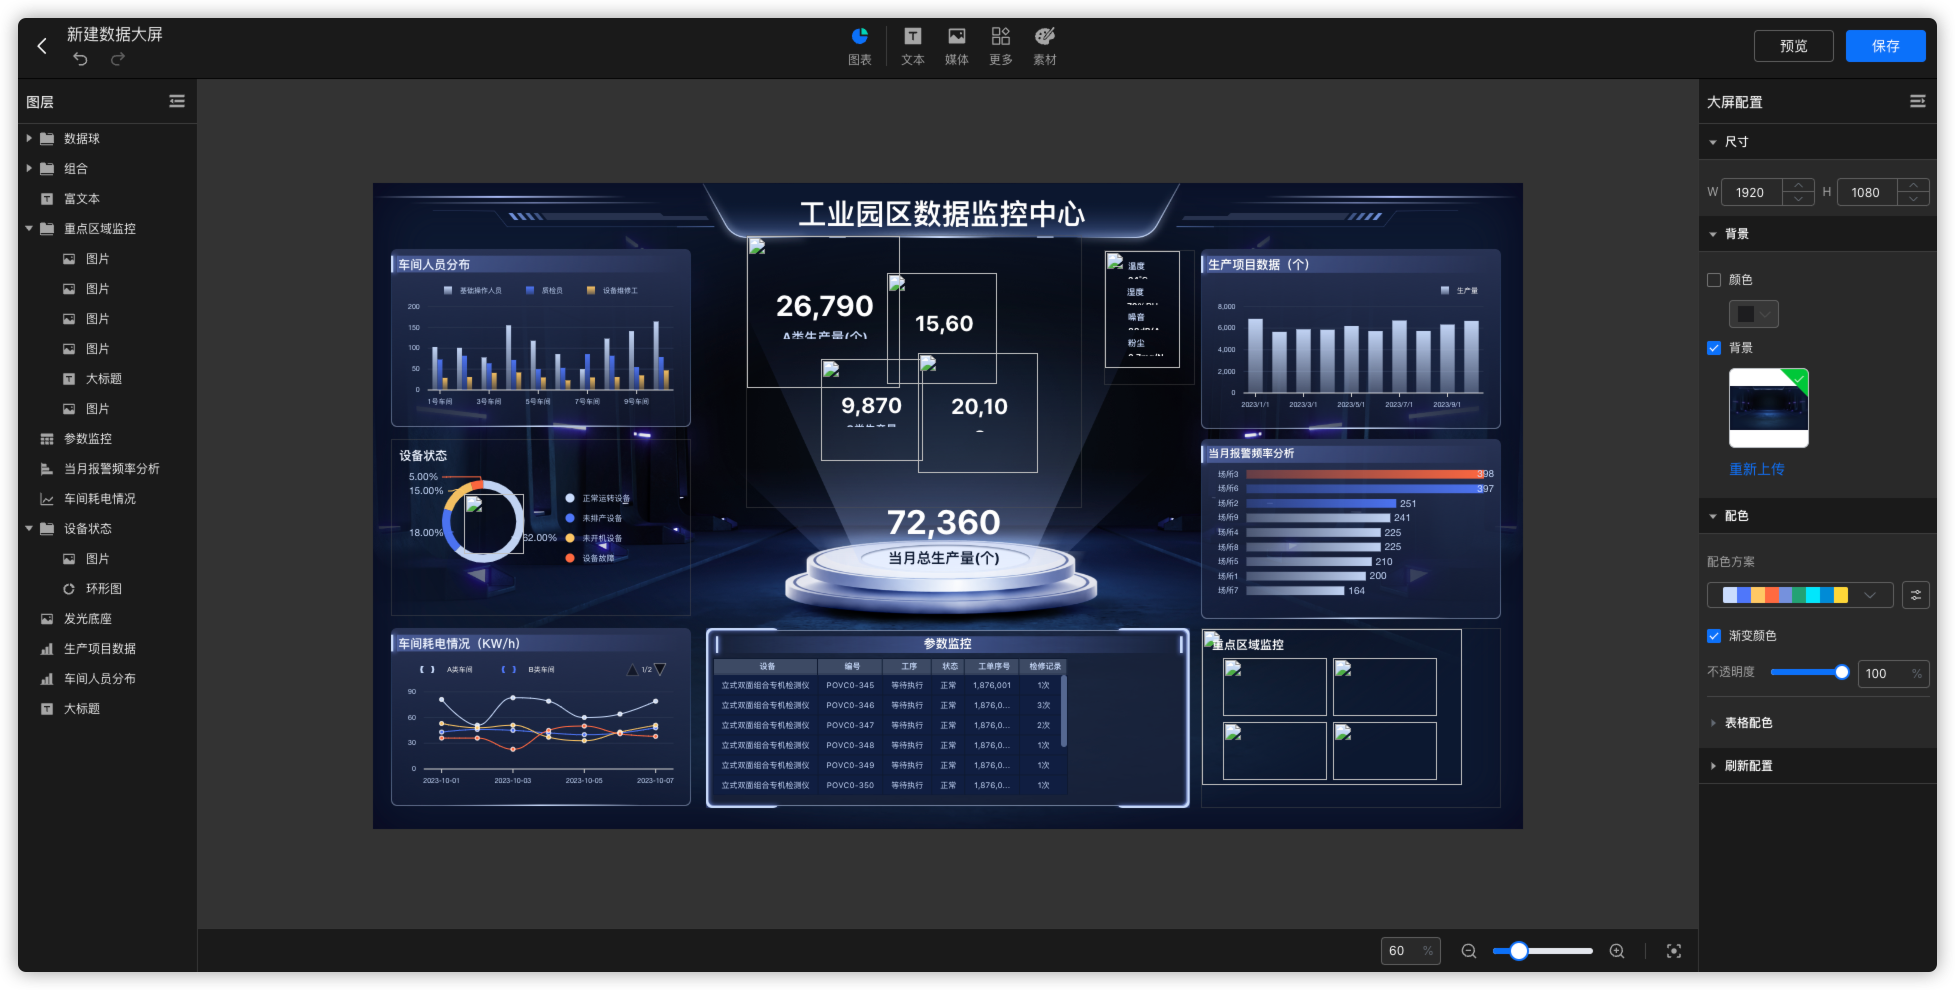 新建数据大屏
图表
文本
媒体
更多
素材
预览
保存
图层
数据球
组合
富文本
重点区域监控
图片
图片
图片
图片
大标题
图片
参数监控
当月报警频率分析
车间耗电情况
设备状态
图片
环形图
发光底座
生产项目数据
车间人员分布
大标题
工业园区数据监控中心
车间人员分布
基础操作人员 质检员 设备维修工
200
150
100
50
0
1号车间 3号车间 5号车间 7号车间 9号车间
设备状态
5.00%
15.00%
18.00%
62.00%
正常运转设备
未排产设备
未开机设备
设备故障
车间耗电情况（KW/h）
A类车间 B类车间 1/2
90
60
30
0
2023-10-01 2023-10-03 2023-10-05 2023-10-07
26,790
A类生产量(个)
15,60
9,870
20,10
72,360
当月总生产量(个)
温度
湿度
噪音
粉尘
参数监控
设备 编号 工序 状态 工单序号 检修记录
立式双面组合专机检测仪 POVC0-345 等待执行 正常 1,876,001 1次
立式双面组合专机检测仪 POVC0-346 等待执行 正常 1,876,0... 3次
立式双面组合专机检测仪 POVC0-347 等待执行 正常 1,876,0... 2次
立式双面组合专机检测仪 POVC0-348 等待执行 正常 1,876,0... 1次
立式双面组合专机检测仪 POVC0-349 等待执行 正常 1,876,0... 1次
立式双面组合专机检测仪 POVC0-350 等待执行 正常 1,876,0... 1次
生产项目数据（个）
生产量
8,000
6,000
4,000
2,000
0
2023/1/1 2023/3/1 2023/5/1 2023/7/1 2023/9/1
当月报警频率分析
场所3 398
场所6 397
场所2 251
场所9 241
场所4 225
场所8 225
场所5 210
场所1 200
场所7 164
重点区域监控
60 %
大屏配置
尺寸
W 1920 H 1080
背景
颜色
背景
重新上传
配色
配色方案
渐变颜色
不透明度 100 %
表格配色
刷新配置